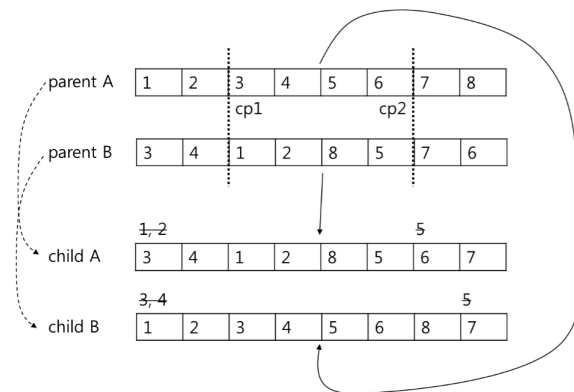 parent A 1 2 3 4 5 6 7 8
cp1 cp2
parent B 3 4 1 2 8 5 7 6
1, 2 5
child A 3 4 1 2 8 5 6 7
3, 4 5
child B 1 2 3 4 5 6 8 7